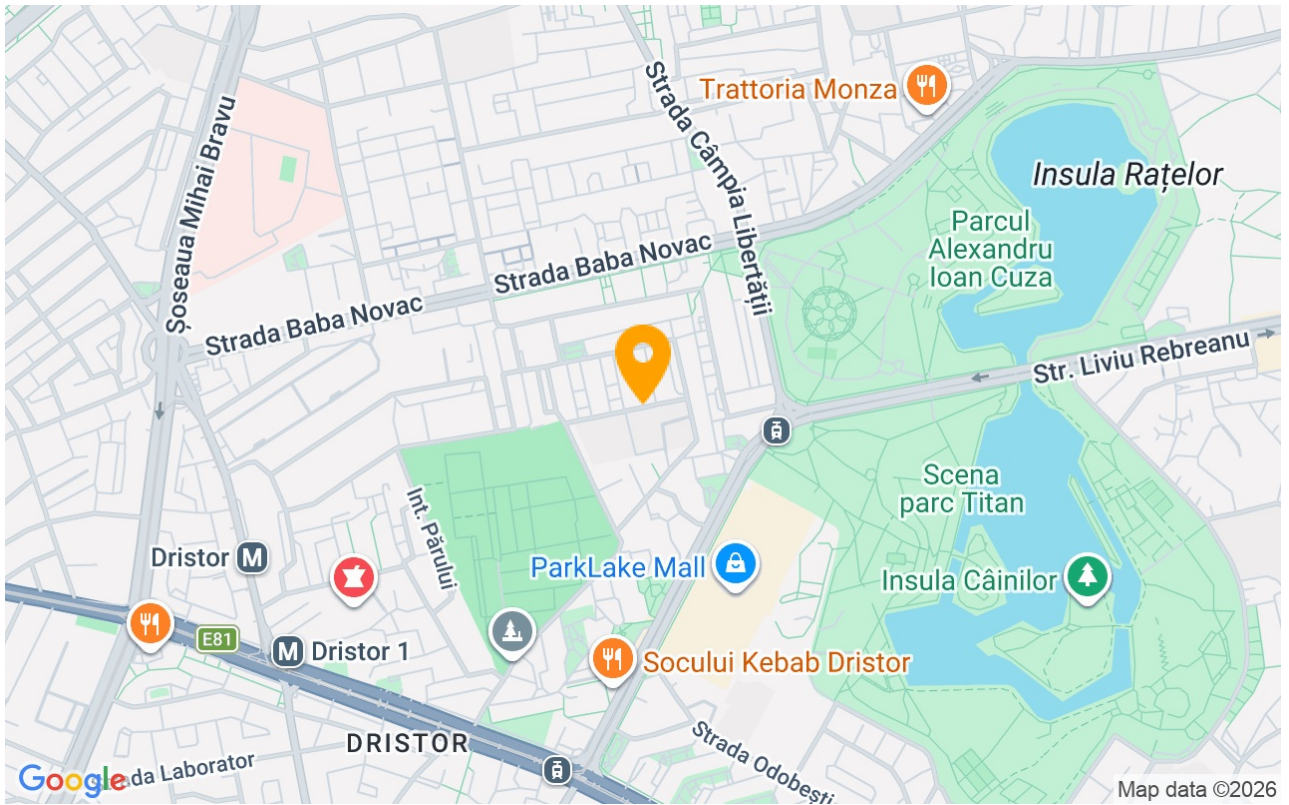 Șoseaua Mihai Bravu
Strada Câmpia Libertății
Trattoria Monza
Insula Rațelor
Parcul
Alexandru
Ioan Cuza
Strada Baba Novac
Strada Baba Novac
Str. Liviu Rebreanu
Scena
parc Titan
Int. Părului
Dristor M
ParkLake Mall
Insula Câinilor
E81
M Dristor 1
Socului Kebab Dristor
DRISTOR
Strada Odobești
Google
ada Laborator
Map data ©2026